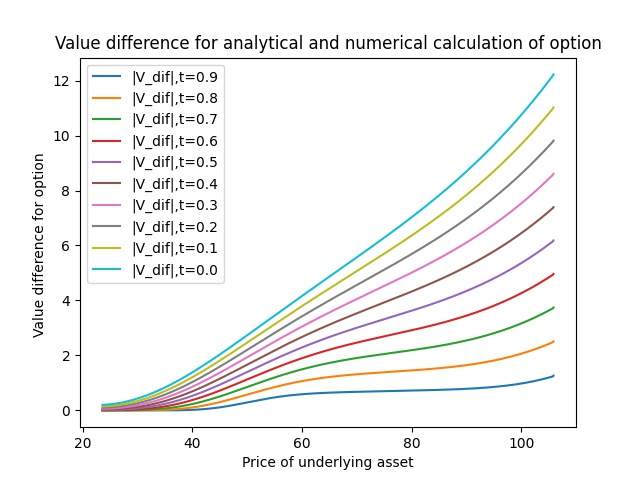 Value difference for analytical and numerical calculation of option
12
10
8
6
4
2
0
Value difference for option
|V_dif|,t=0.9
|V_dif|,t=0.8
|V_dif|,t=0.7
|V_dif|,t=0.6
|V_dif|,t=0.5
|V_dif|,t=0.4
|V_dif|,t=0.3
|V_dif|,t=0.2
|V_dif|,t=0.1
|V_dif|,t=0.0
20 40 60 80 100
Price of underlying asset